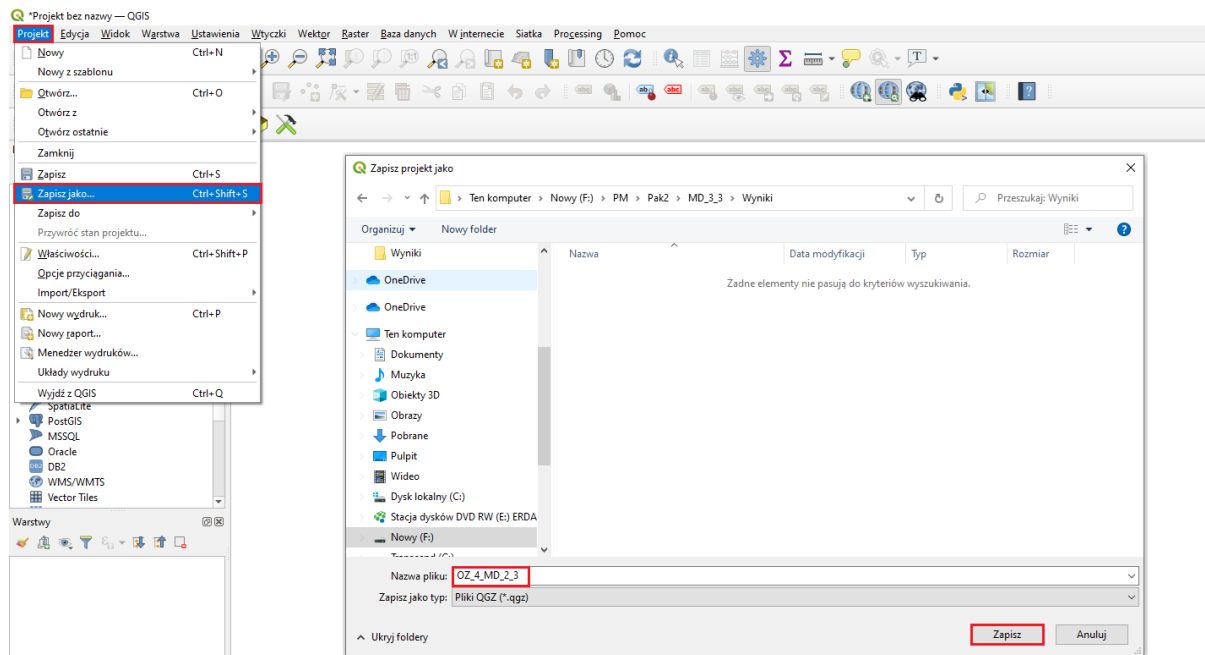 *Projekt bez nazwy — QGIS
Projekt Edycja Widok Warstwa Ustawienia Wtyczki Wektor Raster Baza danych W internecie Siatka Processing Pomoc
Nowy Ctrl+N
Nowy z szablonu
Otwórz... Ctrl+O
Otwórz z
Otwórz ostatnie
Zamknij
Zapisz Ctrl+S
Zapisz jako... Ctrl+Shift+S
Zapisz do
Przywróć stan projektu...
Właściwości... Ctrl+Shift+P
Opcje przyciągania...
Import/Eksport
Nowy wydruk... Ctrl+P
Nowy raport...
Menedżer wydruków...
Układy wydruku
Wyjdź z QGIS Ctrl+Q
SpatiaLite
PostGIS
MSSQL
Oracle
DB2
WMS/WMTS
Vector Tiles
Warstwy
Zapisz projekt jako
Ten komputer > Nowy (F:) > PM > Pak2 > MD_3_3 > Wyniki
Przeszukaj: Wyniki
Organizuj Nowy folder
Nazwa Data modyfikacji Typ Rozmiar
Żadne elementy nie pasują do kryteriów wyszukiwania.
Wyniki
OneDrive
OneDrive
Ten komputer
Dokumenty
Muzyka
Obiekty 3D
Obrazy
Pobrane
Pulpit
Wideo
Dysk lokalny (C:)
Stacja dysków DVD RW (E:) ERDA
Nowy (F:)
Nazwa pliku: OZ_4_MD_2_3
Zapisz jako typ: Pliki QGZ (*.qgz)
Ukryj foldery
Zapisz Anuluj